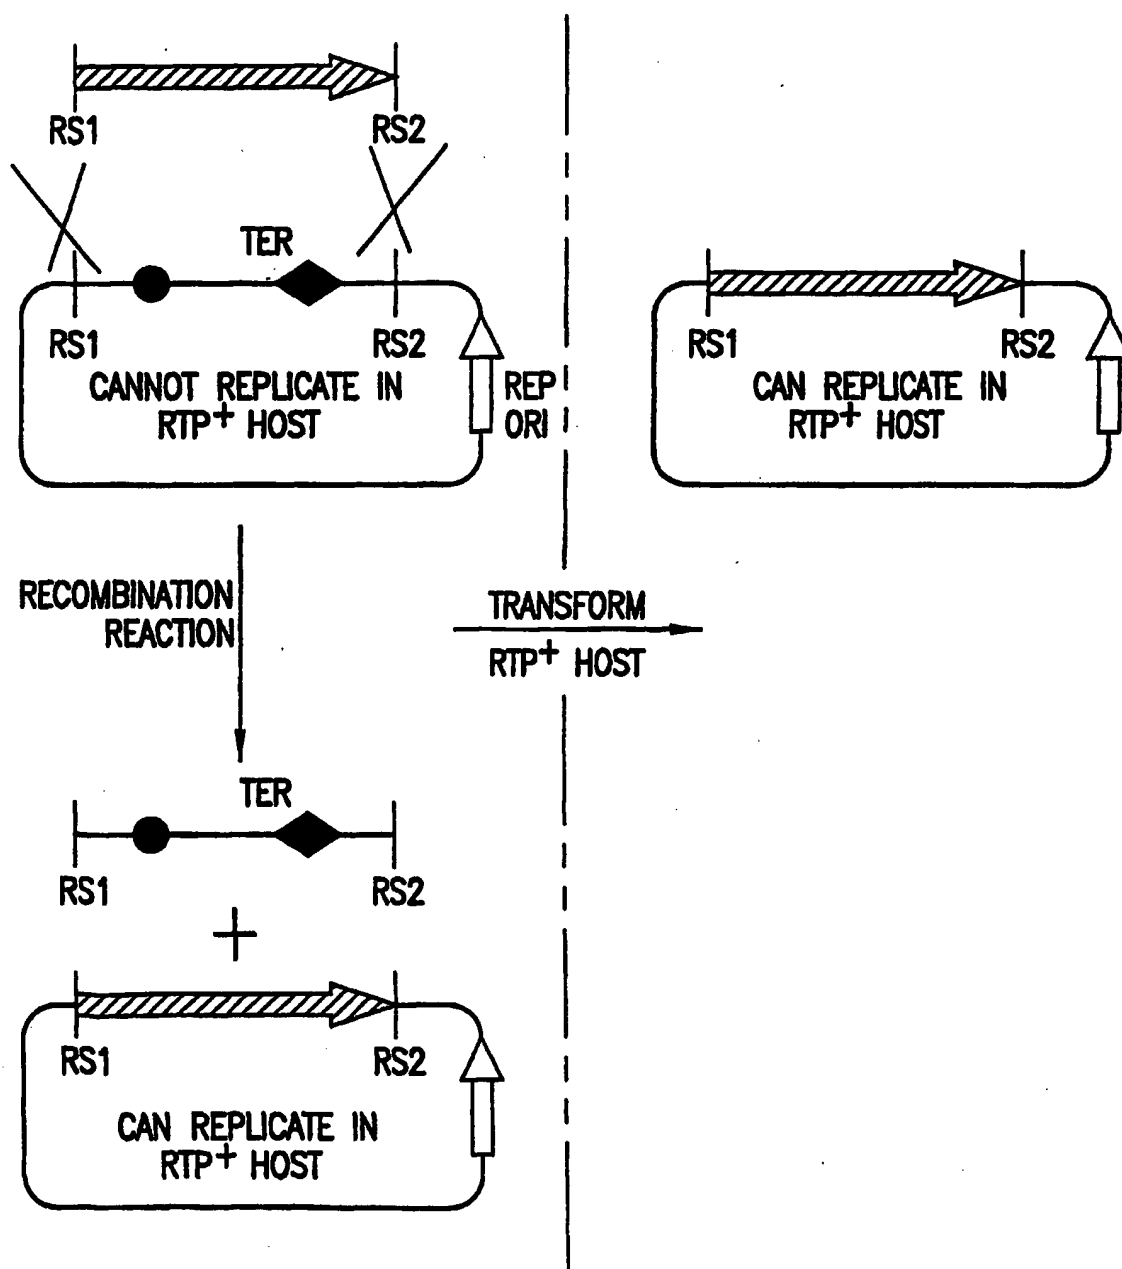 RS1 RS2
TER
RS1 RS2
CANNOT REPLICATE IN
RTP+ HOST
REP
ORI
RECOMBINATION
REACTION
TER
RS1 RS2
+
RS1 RS2
CAN REPLICATE IN
RTP+ HOST
TRANSFORM
RTP+ HOST
RS1 RS2
CAN REPLICATE IN
RTP+ HOST